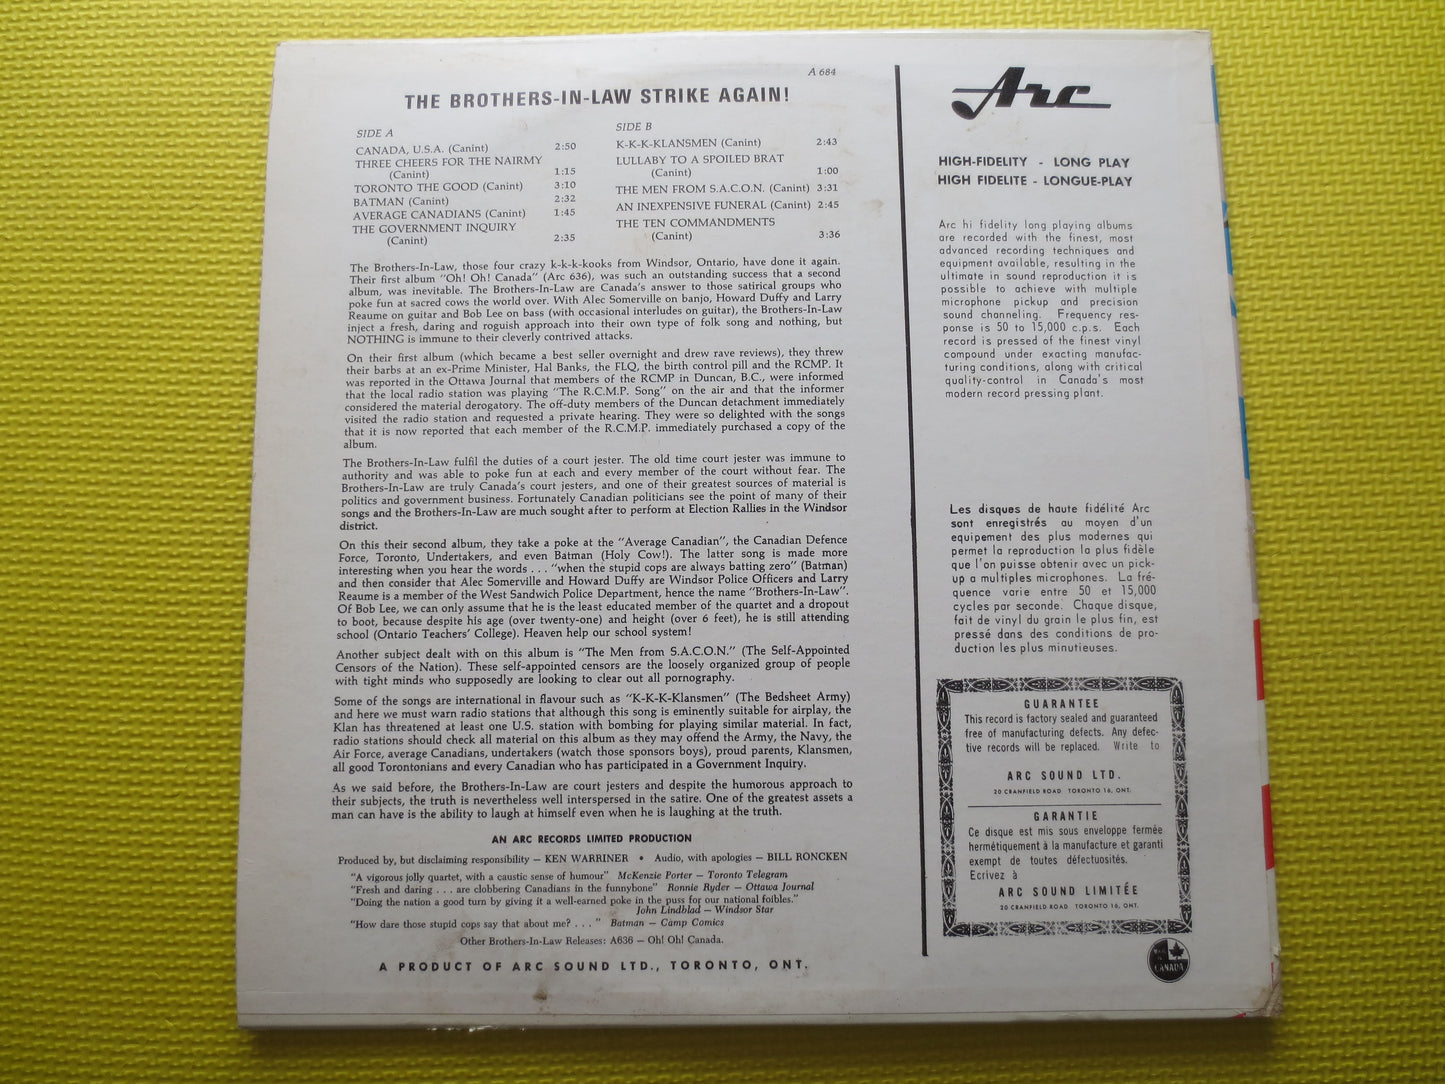 A 684
THE BROTHERS-IN-LAW STRIKE AGAIN!
SIDE A
CANADA, U.S.A. (Canint) 2:50
THREE CHEERS FOR THE NAIRMY
(Canint) 1:15
TORONTO THE GOOD (Canint) 3:10
BATMAN (Canint) 2:32
AVERAGE CANADIANS (Canint) 1:45
THE GOVERNMENT INQUIRY
(Canint) 2:35
SIDE B
K-K-K-KLANSMEN (Canint) 2:43
LULLABY TO A SPOILED BRAT
(Canint) 1:00
THE MEN FROM S.A.C.O.N. (Canint) 3:31
AN INEXPENSIVE FUNERAL (Canint) 2:45
THE TEN COMMANDMENTS
(Canint) 3:36
The Brothers-In-Law, those four crazy k-k-k-kooks from Windsor, Ontario, have done it again.
Their first album "Oh! Oh! Canada" (Arc 636), was such an outstanding success that a second
album, was inevitable. The Brothers-In-Law are Canada's answer to those satirical groups who
poke fun at sacred cows the world over. With Alec Somerville on banjo, Howard Duffy and Larry
Reaume on guitar and Bob Lee on bass (with occasional interludes on guitar), the Brothers-In-Law
inject a fresh, daring and roguish approach into their own type of folk song and nothing, but
NOTHING is immune to their cleverly contrived attacks.
On their first album (which became a best seller overnight and drew rave reviews), they threw
their barbs at an ex-Prime Minister, Hal Banks, the FLQ, the birth control pill and the RCMP. It
was reported in the Ottawa Journal that members of the RCMP in Duncan, B.C., were informed
that the local radio station was playing "The R.C.M.P. Song" on the air and that the informer
considered the material derogatory. The off-duty members of the Duncan detachment immediately
visited the radio station and requested a private hearing. They were so delighted with the songs
that it is now reported that each member of the R.C.M.P. immediately purchased a copy of the
album.
The Brothers-In-Law fulfil the duties of a court jester. The old time court jester was immune to
authority and was able to poke fun at each and every member of the court without fear. The
Brothers-In-Law are truly Canada's court jesters, and one of their greatest sources of material is
politics and government business. Fortunately Canadian politicians see the point of many of their
songs and the Brothers-In-Law are much sought after to perform at Election Rallies in the Windsor
district.
On this their second album, they take a poke at the "Average Canadian", the Canadian Defence
Force, Toronto, Undertakers, and even Batman (Holy Cow!). The latter song is made more
interesting when you hear the words . . . "when the stupid cops are always batting zero" (Batman)
and then consider that Alec Somerville and Howard Duffy are Windsor Police Officers and Larry
Reaume is a member of the West Sandwich Police Department, hence the name "Brothers-In-Law".
Of Bob Lee, we can only assume that he is the least educated member of the quartet and a dropout
to boot, because despite his age (over twenty-one) and height (over 6 feet), he is still attending
school (Ontario Teachers' College). Heaven help our school system!
Another subject dealt with on this album is "The Men from S.A.C.O.N." (The Self-Appointed
Censors of the Nation). These self-appointed censors are the loosely organized group of people
with tight minds who supposedly are looking to clear out all pornography.
Some of the songs are international in flavour such as "K-K-K-Klansmen" (The Bedsheet Army)
and here we must warn radio stations that although this song is eminently suitable for airplay, the
Klan has threatened at least one U.S. station with bombing for playing similar material. In fact,
radio stations should check all material on this album as they may offend the Army, the Navy, the
Air Force, average Canadians, undertakers (watch those sponsors boys), proud parents, Klansmen,
all good Torontonians and every Canadian who has participated in a Government Inquiry.
As we said before, the Brothers-In-Law are court jesters and despite the humorous approach to
their subjects, the truth is nevertheless well interspersed in the satire. One of the greatest assets a
man can have is the ability to laugh at himself even when he is laughing at the truth.
AN ARC RECORDS LIMITED PRODUCTION
Produced by, but disclaiming responsibility — KEN WARRINER • Audio, with apologies — BILL RONCKEN
"A vigorous jolly quartet, with a caustic sense of humour" McKenzie Porter — Toronto Telegram
"Fresh and daring . . . are clobbering Canadians in the funnybone" Ronnie Ryder — Ottawa Journal
"Doing the nation a good turn by giving it a well-earned poke in the puss for our national foibles."
John Lindblad — Windsor Star
"How dare those stupid cops say that about me? . . . " Batman — Camp Comics
Other Brothers-In-Law Releases: A636 — Oh! Oh! Canada.
A PRODUCT OF ARC SOUND LTD., TORONTO, ONT.
Arc
HIGH-FIDELITY - LONG PLAY
HIGH FIDELITE - LONGUE-PLAY
Arc hi fidelity long playing albums
are recorded with the finest, most
advanced recording techniques and
equipment available, resulting in the
ultimate in sound reproduction it is
possible to achieve with multiple
microphone pickup and precision
sound channeling. Frequency res-
ponse is 50 to 15,000 c.p.s. Each
record is pressed of the finest vinyl
compound under exacting manufac-
turing conditions, along with critical
quality-control in Canada's most
modern record pressing plant.
Les disques de haute fidélité Arc
sont enregistrés au moyen d'un
equipement des plus modernes qui
permet la reproduction la plus fidèle
que l'on puisse obtenir avec un pick-
up a multiples microphones. La fré-
quence varie entre 50 et 15,000
cycles par seconde. Chaque disque,
fait de vinyl du grain le plus fin, est
pressé dans des conditions de pro-
duction les plus minutieuses.
GUARANTEE
This record is factory sealed and guaranteed
free of manufacturing defects. Any defec-
tive records will be replaced. Write to
ARC SOUND LTD.
20 CRANFIELD ROAD TORONTO 16, ONT.
GARANTIE
Ce disque est mis sous enveloppe fermée
hermétiquement à la manufacture et garanti
exempt de toutes défectuosités.
Ecrivez à
ARC SOUND LIMITÉE
20 CRANFIELD ROAD TORONTO 16, ONT.
CANADA